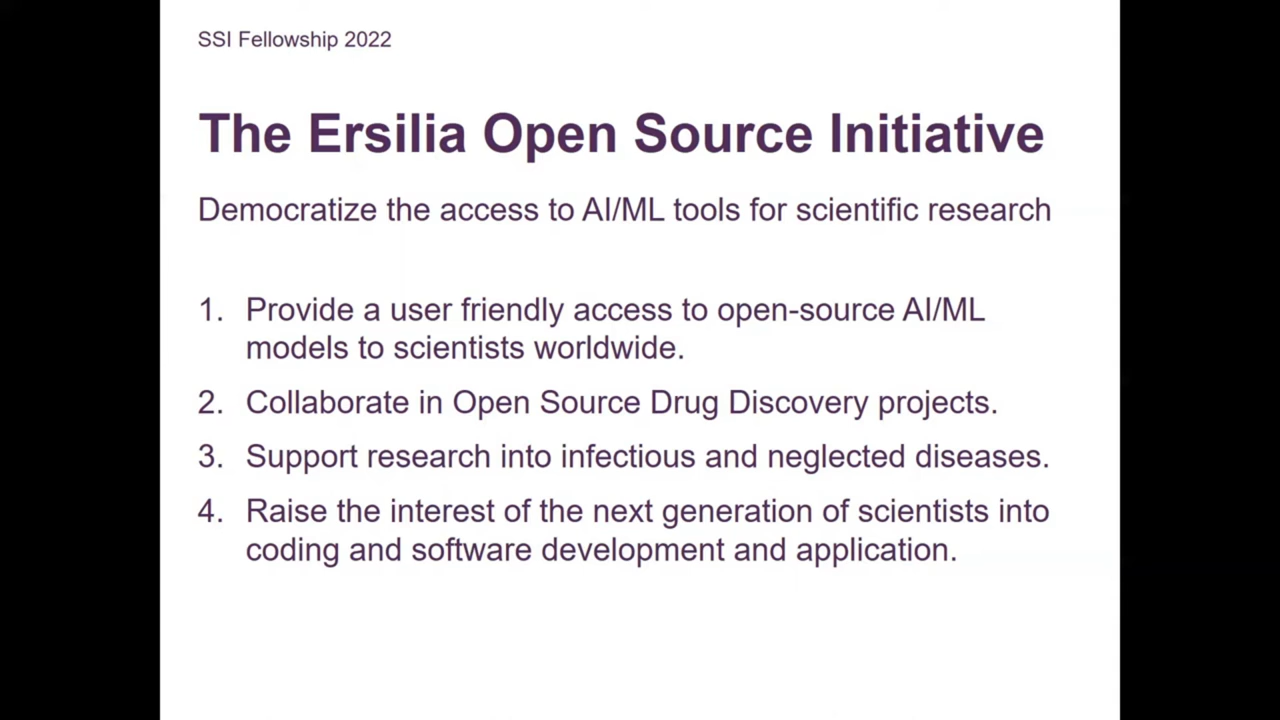 SSI Fellowship 2022
The Ersilia Open Source Initiative
Democratize the access to AI/ML tools for scientific research
1. Provide a user friendly access to open-source AI/ML
models to scientists worldwide.
2. Collaborate in Open Source Drug Discovery projects.
3. Support research into infectious and neglected diseases.
4. Raise the interest of the next generation of scientists into
coding and software development and application.